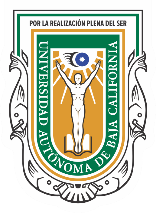 POR LA REALIZACIÓN PLENA DEL SER
UNIVERSIDAD AUTÓNOMA DE BAJA CALIFORNIA